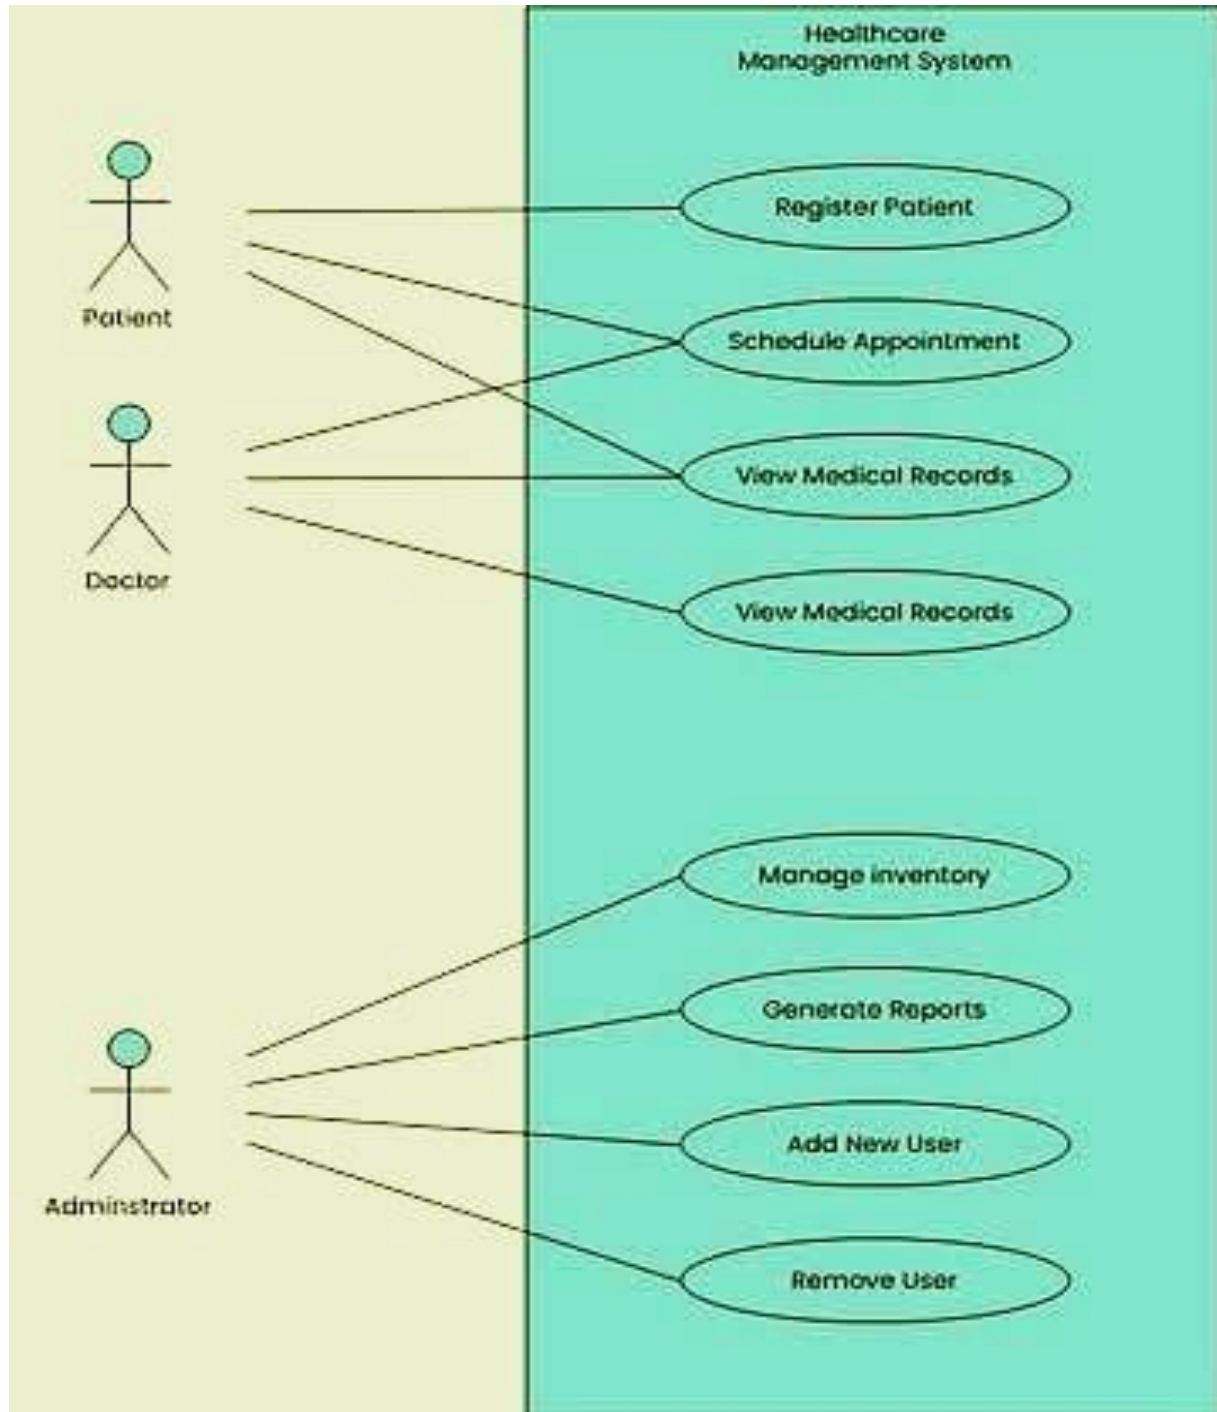 Healthcare
Management System
Register Patient
Patient
Schedule Appointment
View Medical Records
Doctor
View Medical Records
Manage inventory
Generate Reports
Add New User
Adminstrator
Remove User